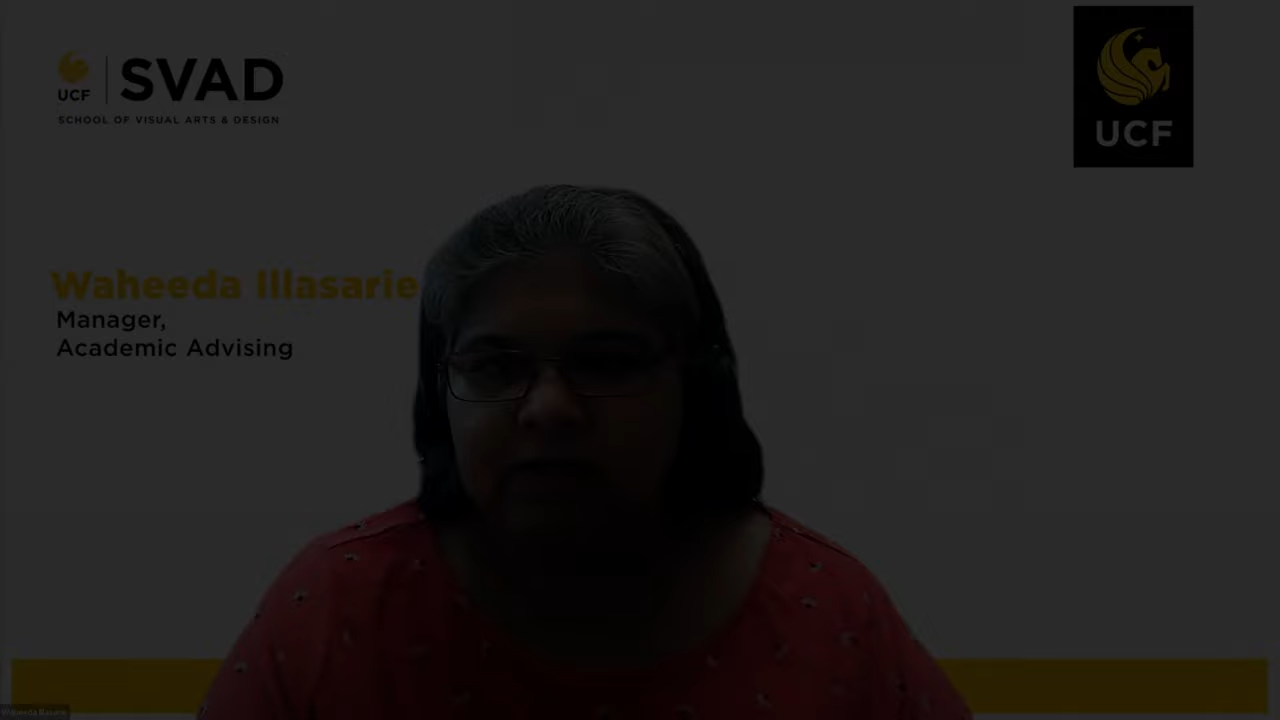 UCF
SVAD
SCHOOL OF VISUAL ARTS & DESIGN
UCF
Waheeda Illasarie
Manager,
Academic Advising